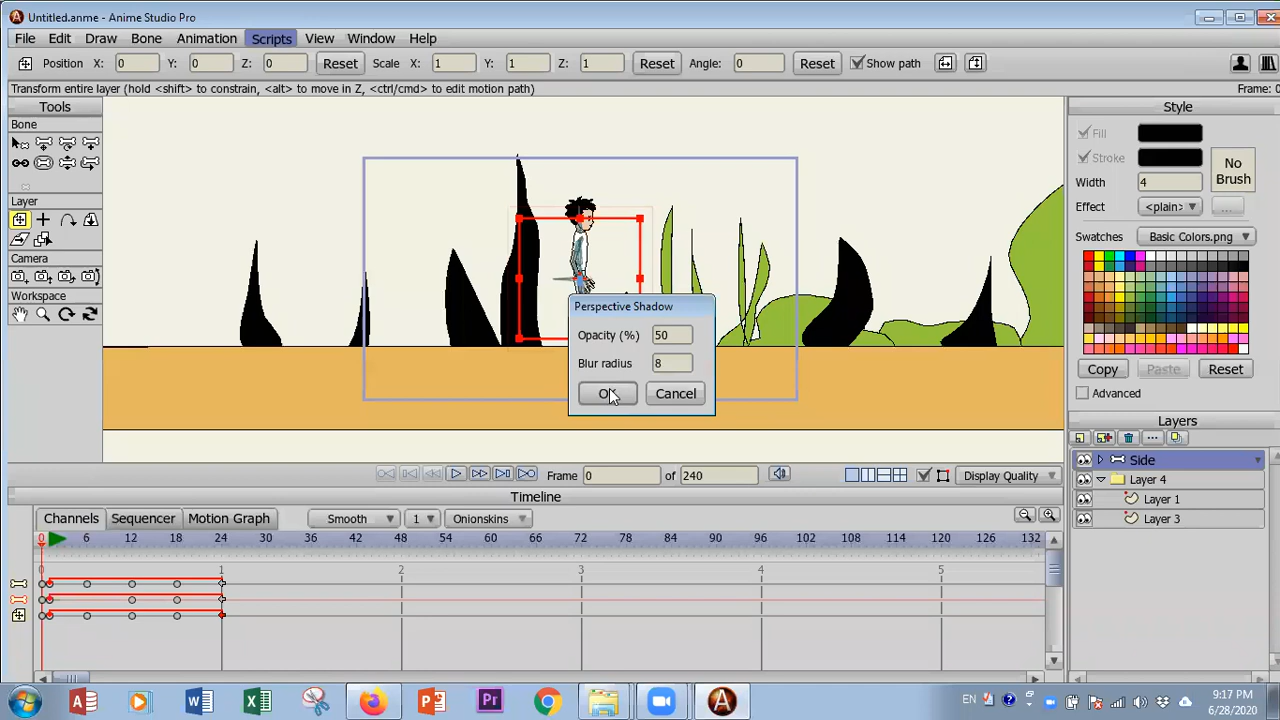 Untitled.anme - Anime Studio Pro
File Edit Draw Bone Animation Scripts View Window Help
Position X: 0 Y: 0 Z: 0 Reset Scale X: 1 Y: 1 Z: 1 Reset Angle: 0 Reset Show path
Transform entire layer (hold <shift> to constrain, <alt> to move in Z, <ctrl/cmd> to edit motion path)
Frame: 0
Tools
Bone
Layer
Camera
Workspace
Style
Fill
Stroke
No Brush
Width 4
Effect <plain> ...
Swatches Basic Colors.png
Copy Paste Reset
Advanced
Perspective Shadow
Opacity (%) 50
Blur radius 8
Cancel
Layers
...
Side
Layer 4
Layer 1
Layer 3
Frame 0 of 240 Display Quality
Timeline
Channels Sequencer Motion Graph Smooth 1 Onionskins
0 6 12 18 24 30 36 42 48 54 60 66 72 78 84 90 96 102 108 114 120 126 132
0 1 2 3 4 5
EN
9:17 PM
6/28/2020